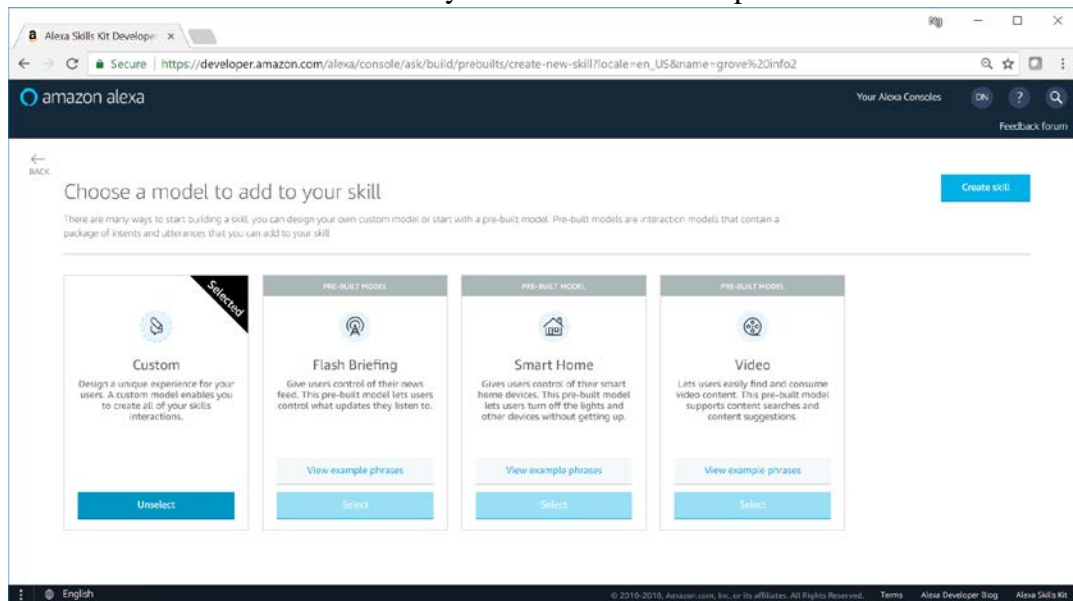 Alexa Skills Kit Develope
Secure | https://developer.amazon.com/alexa/console/ask/build/prebuilts/create-new-skill?locale=en_US&name=grove%20info2
amazon alexa
Your Alexa Consoles
DN
?
Feedback forum
BACK
Choose a model to add to your skill
Create skill
There are many ways to start building a skill, you can design your own custom model or start with a pre-built model. Pre-built models are interaction models that contain a
package of intents and utterances that you can add to your skill
Selected
Custom
Design a unique experience for your
users. A custom model enables you
to create all of your skills
interactions.
Unselect
PRE-BUILT MODEL
Flash Briefing
Give users control of their news
feed. This pre-built model lets users
control what updates they listen to.
View example phrases
Select
PRE-BUILT MODEL
Smart Home
Gives users control of their smart
home devices. This pre-built model
lets users turn off the lights and
other devices without getting up.
View example phrases
Select
PRE-BUILT MODEL
Video
Lets users easily find and consume
video content. This pre-built model
supports content searches and
content suggestions.
View example phrases
Select
English
© 2010-2018, Amazon.com, Inc. or its affiliates. All Rights Reserved.
Terms
Alexa Developer Blog
Alexa Skills Kit